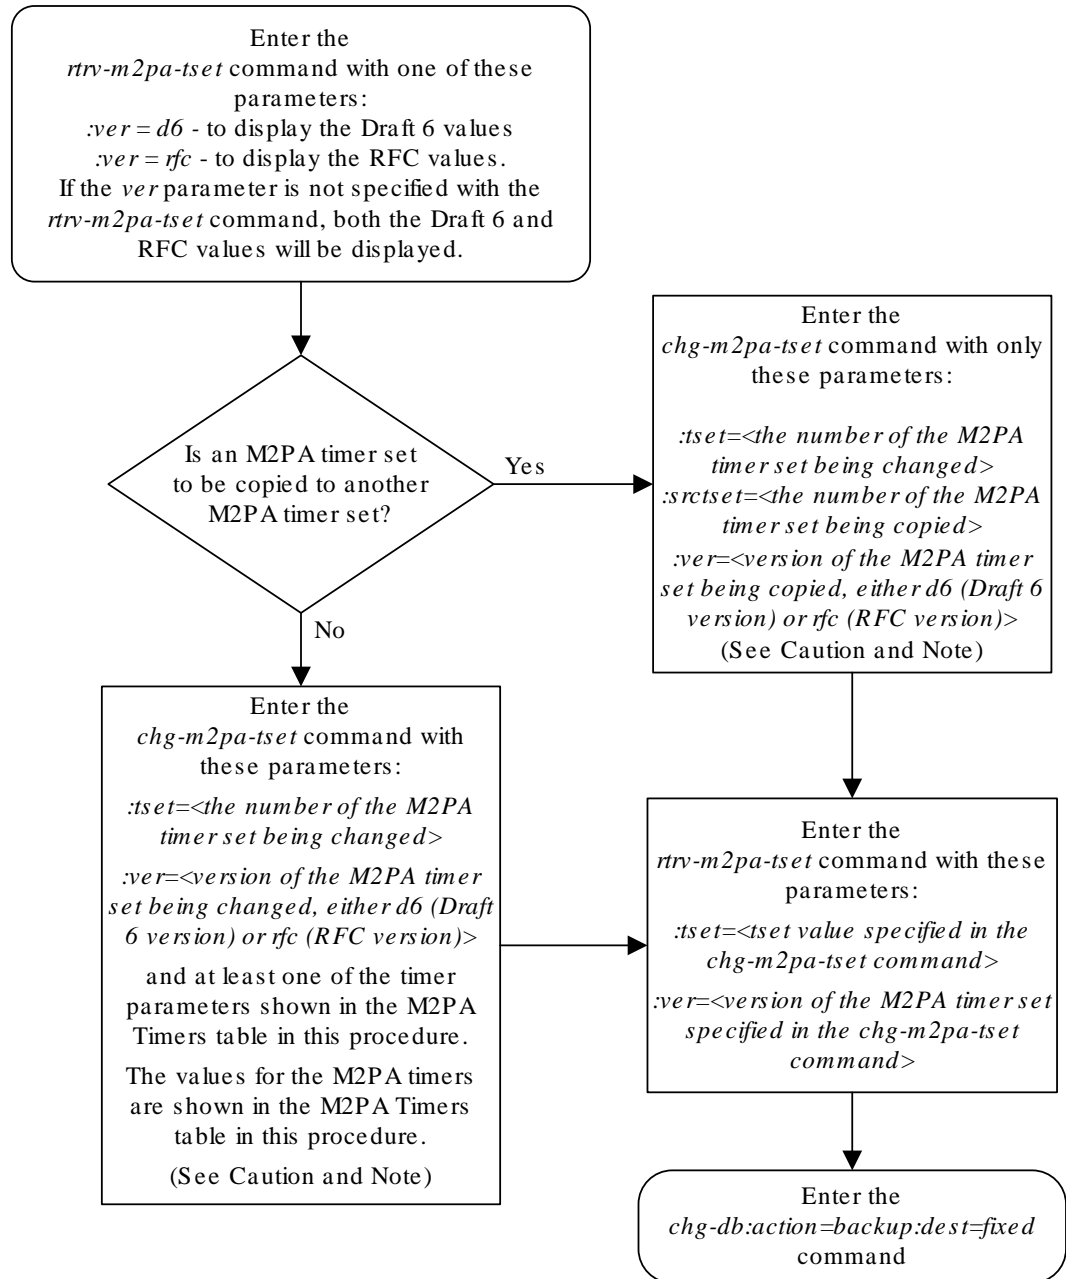 Enter the
rtrv-m2pa-tset command with one of these
parameters:
:ver = d6 - to display the Draft 6 values
:ver = rfc - to display the RFC values.
If the ver parameter is not specified with the
rtrv-m2pa-tset command, both the Draft 6 and
RFC values will be displayed.
Is an M2PA timer set
to be copied to another
M2PA timer set?
Yes
No
Enter the
chg-m2pa-tset command with only
these parameters:
:tset=<the number of the M2PA
timer set being changed>
:srctset=<the number of the M2PA
timer set being copied>
:ver=<version of the M2PA timer
set being copied, either d6 (Draft 6
version) or rfc (RFC version)>
(See Caution and Note)
Enter the
chg-m2pa-tset command with
these parameters:
:tset=<the number of the M2PA
timer set being changed>
:ver=<version of the M2PA timer
set being changed, either d6 (Draft
6 version) or rfc (RFC version)>
and at least one of the timer
parameters shown in the M2PA
Timers table in this procedure.
The values for the M2PA timers
are shown in the M2PA Timers
table in this procedure.
(See Caution and Note)
Enter the
rtrv-m2pa-tset command with these
parameters:
:tset=<tset value specified in the
chg-m2pa-tset command>
:ver=<version of the M2PA timer set
specified in the chg-m2pa-tset
command>
Enter the
chg-db:action=backup:dest=fixed
command